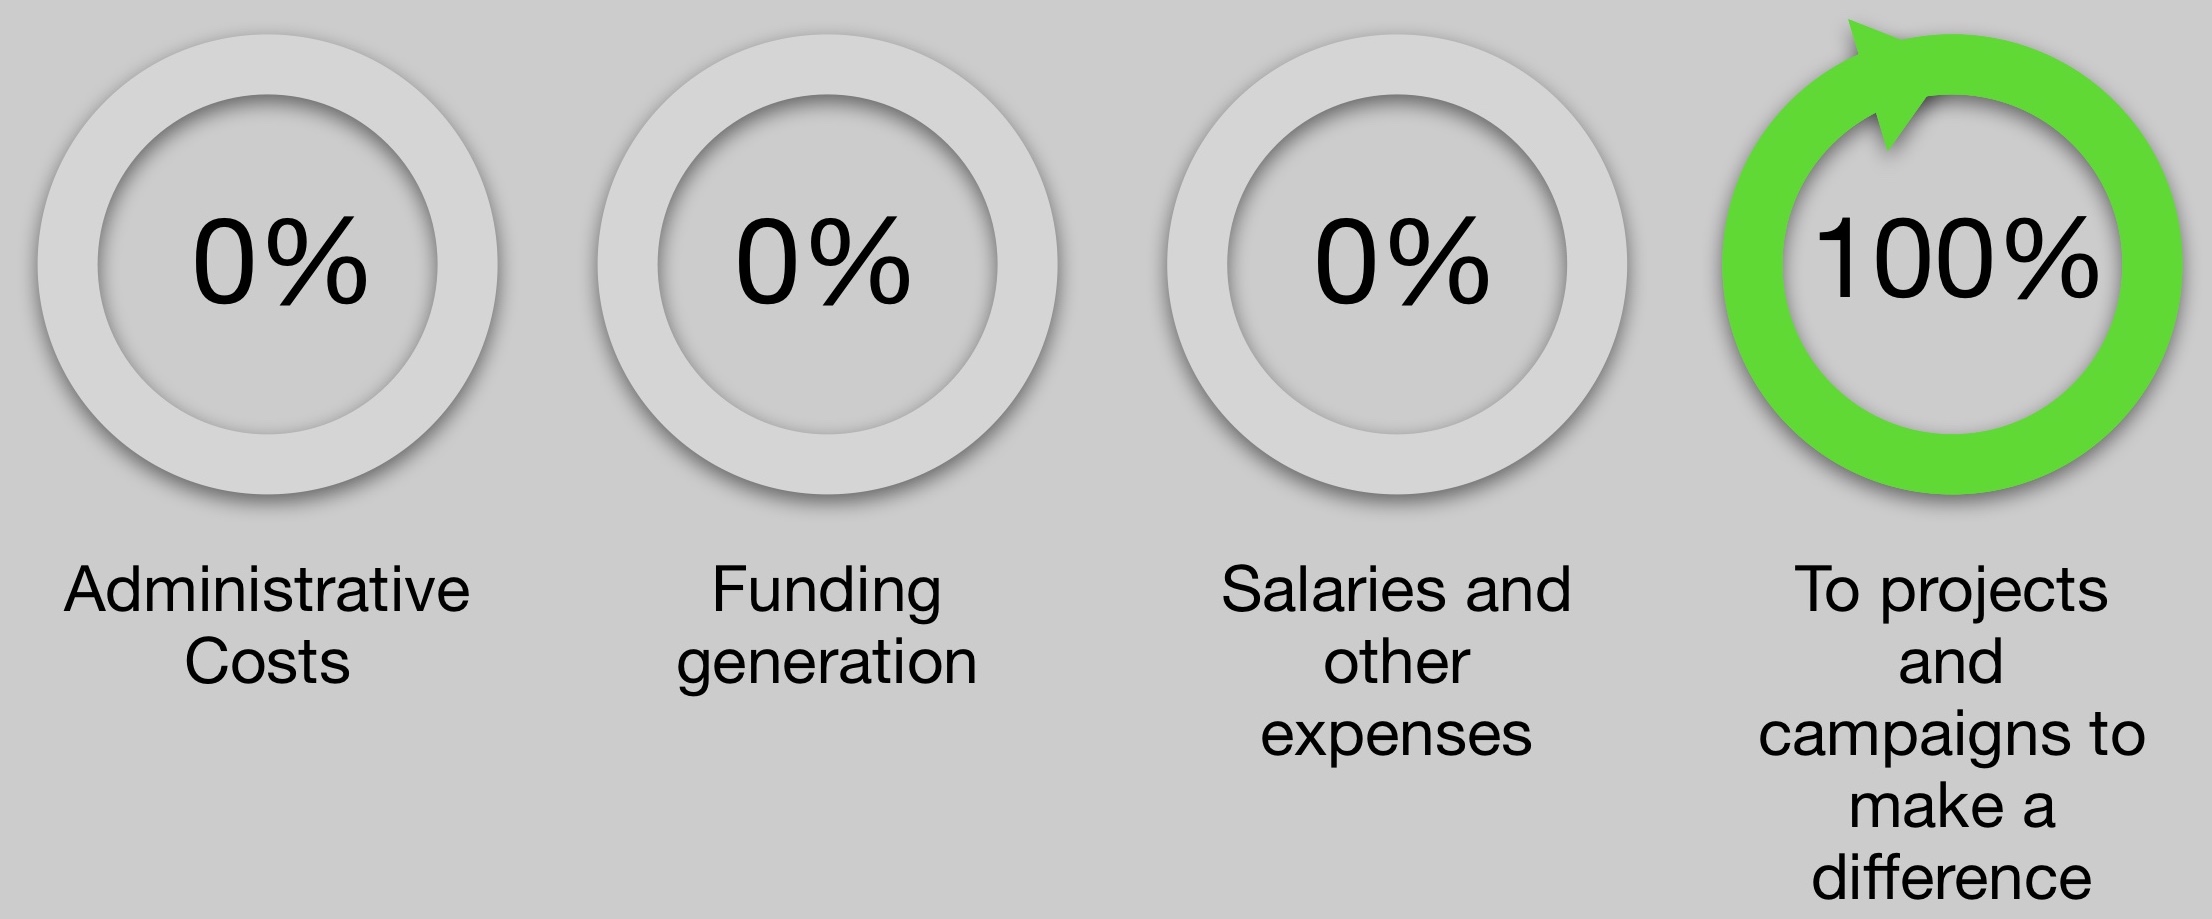 0%
Administrative
Costs
0%
Funding
generation
0%
Salaries and
other
expenses
100%
To projects
and
campaigns to
make a
difference